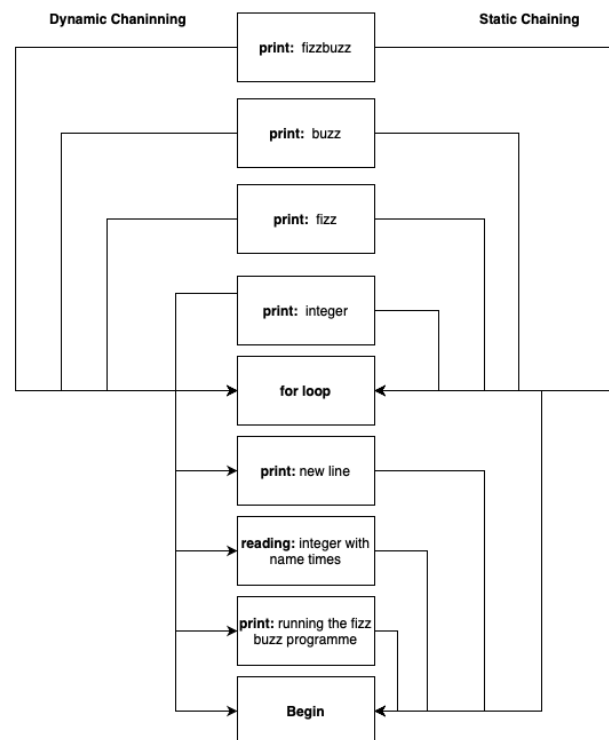 Dynamic Chaninning
Static Chaining
print: fizzbuzz
print: buzz
print: fizz
print: integer
for loop
print: new line
reading: integer with
name times
print: running the fizz
buzz programme
Begin